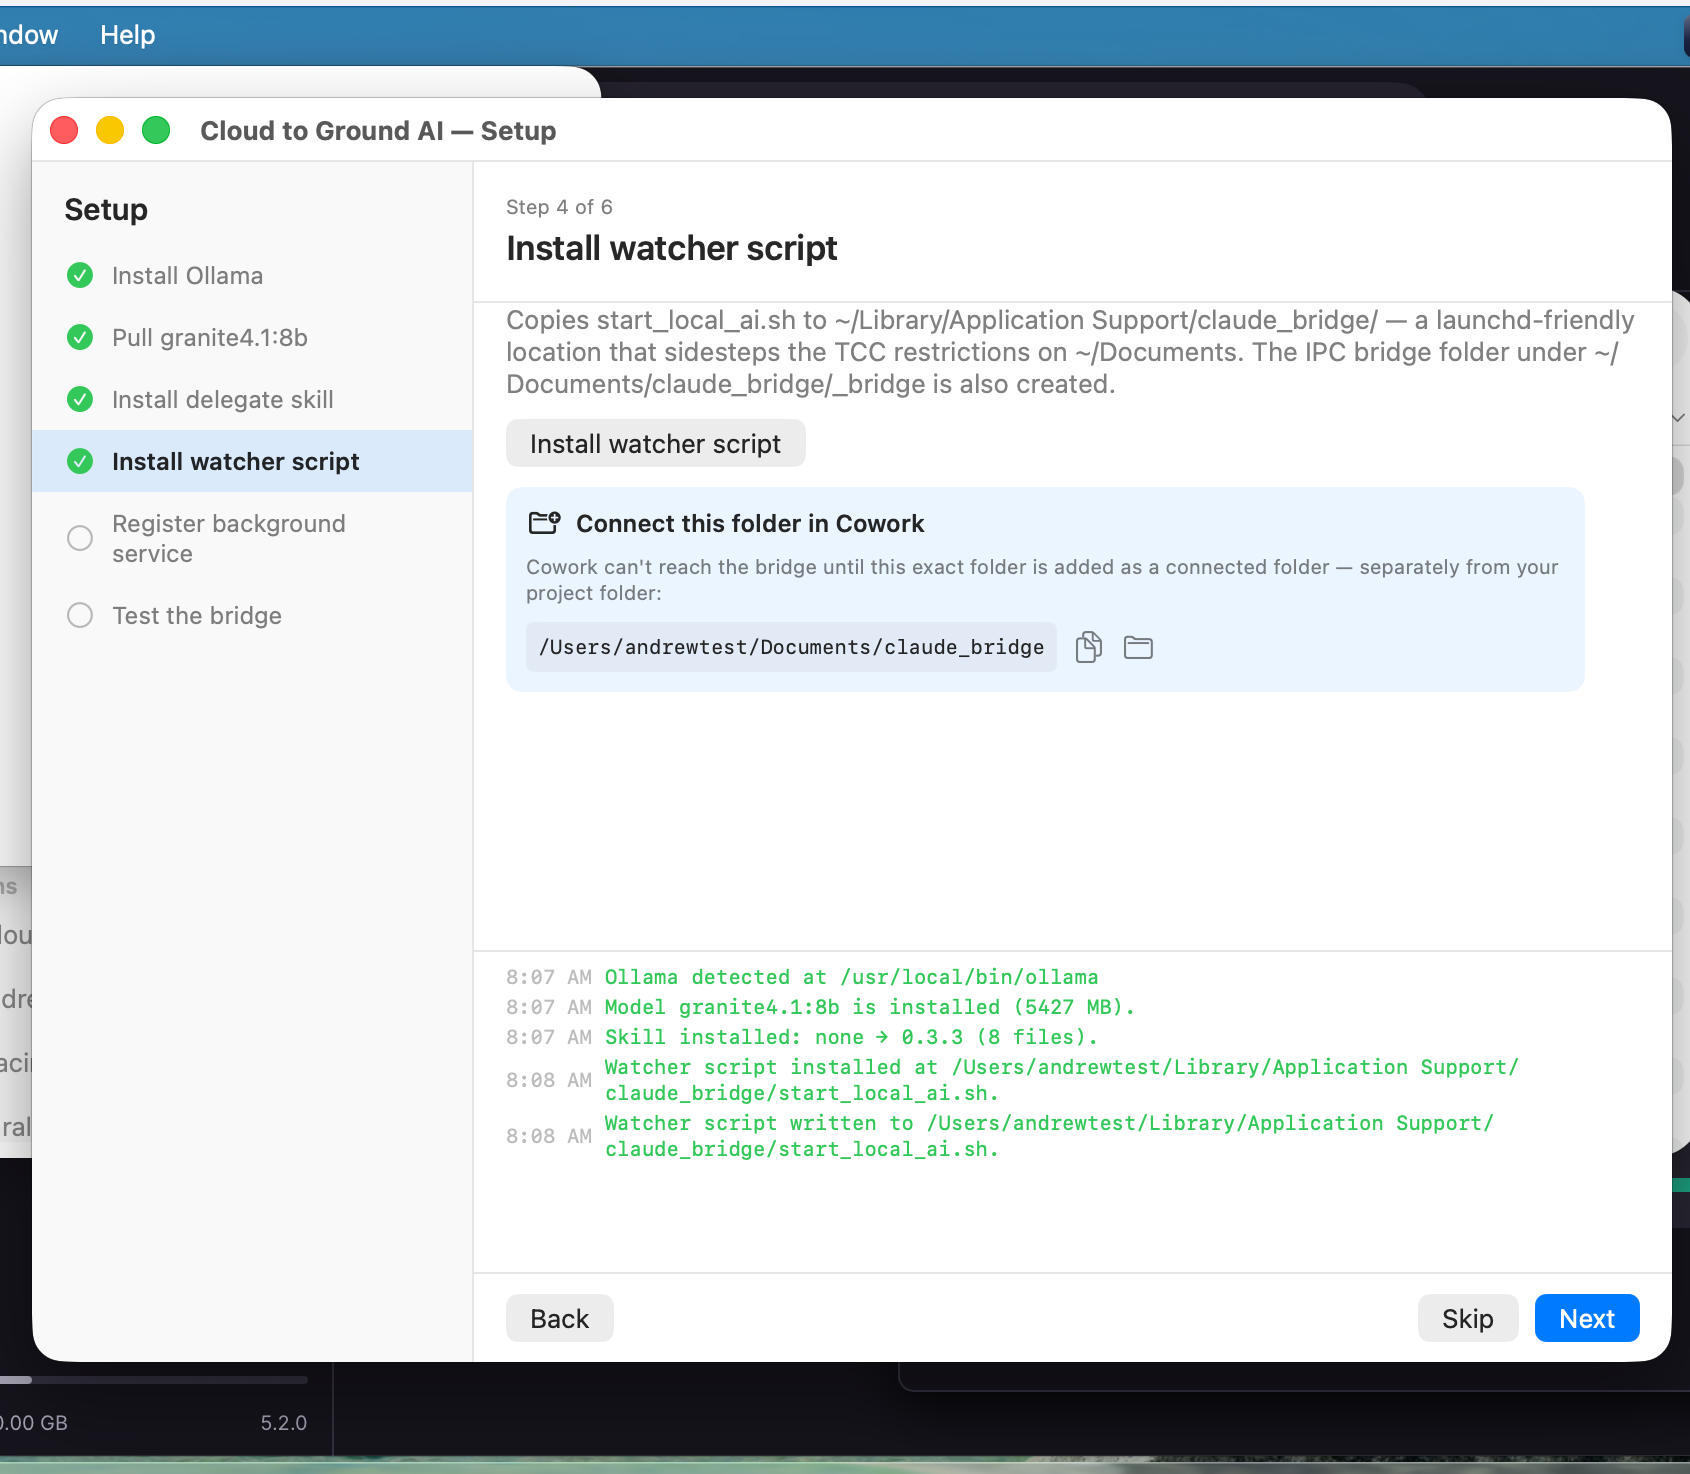 Help
Cloud to Ground AI — Setup
Setup
Install Ollama
Pull granite4.1:8b
Install delegate skill
Install watcher script
Register background
service
Test the bridge
Step 4 of 6
Install watcher script
Copies start_local_ai.sh to ~/Library/Application Support/claude_bridge/ — a launchd-friendly
location that sidesteps the TCC restrictions on ~/Documents. The IPC bridge folder under ~/
Documents/claude_bridge/_bridge is also created.
Install watcher script
Connect this folder in Cowork
Cowork can't reach the bridge until this exact folder is added as a connected folder — separately from your
project folder:
/Users/andrewtest/Documents/claude_bridge
8:07 AM Ollama detected at /usr/local/bin/ollama
8:07 AM Model granite4.1:8b is installed (5427 MB).
8:07 AM Skill installed: none → 0.3.3 (8 files).
8:08 AM Watcher script installed at /Users/andrewtest/Library/Application Support/
claude_bridge/start_local_ai.sh.
8:08 AM Watcher script written to /Users/andrewtest/Library/Application Support/
claude_bridge/start_local_ai.sh.
Back
Skip
Next
.00 GB
5.2.0